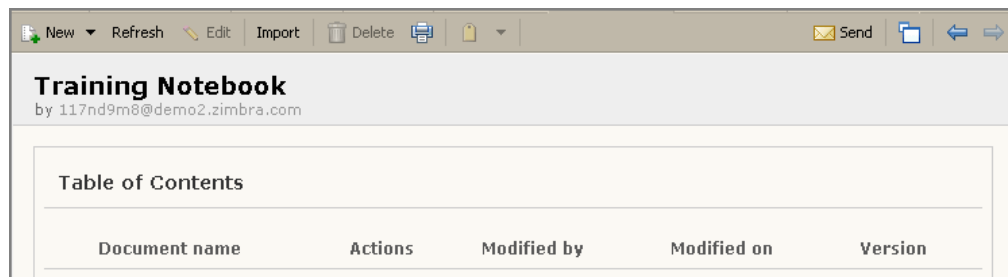 New Refresh Edit Import Delete Send
Training Notebook
by 117nd9m8@demo2.zimbra.com
Table of Contents
Document name Actions Modified by Modified on Version